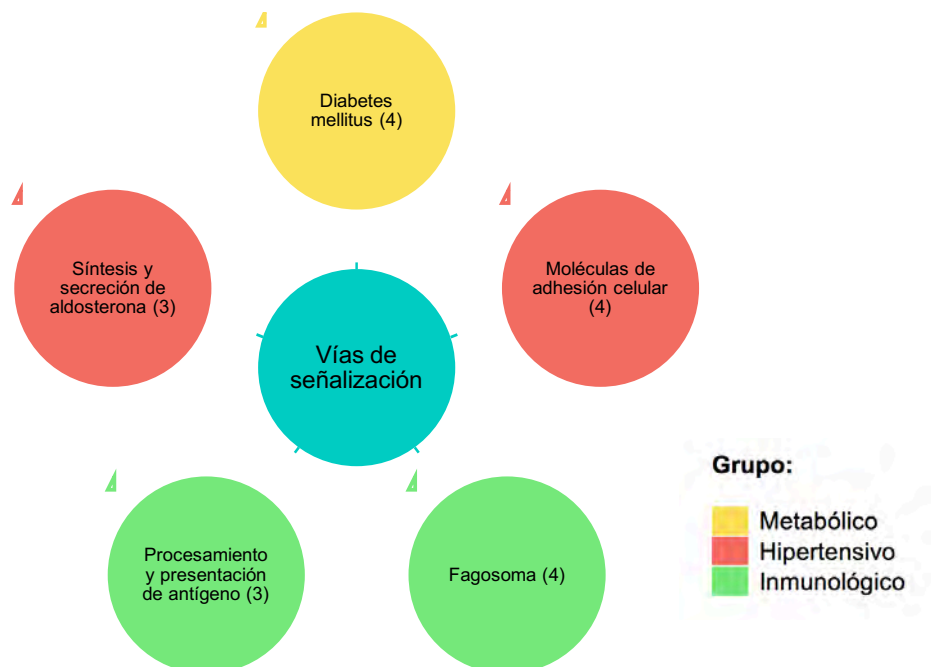 Diabetes
mellitus (4)
Síntesis y
secreción de
aldosterona (3)
Moléculas de
adhesión celular
(4)
Vías de
señalización
Procesamiento
y presentación
de antígeno (3)
Fagosoma (4)
Grupo:
Metabólico
Hipertensivo
Inmunológico